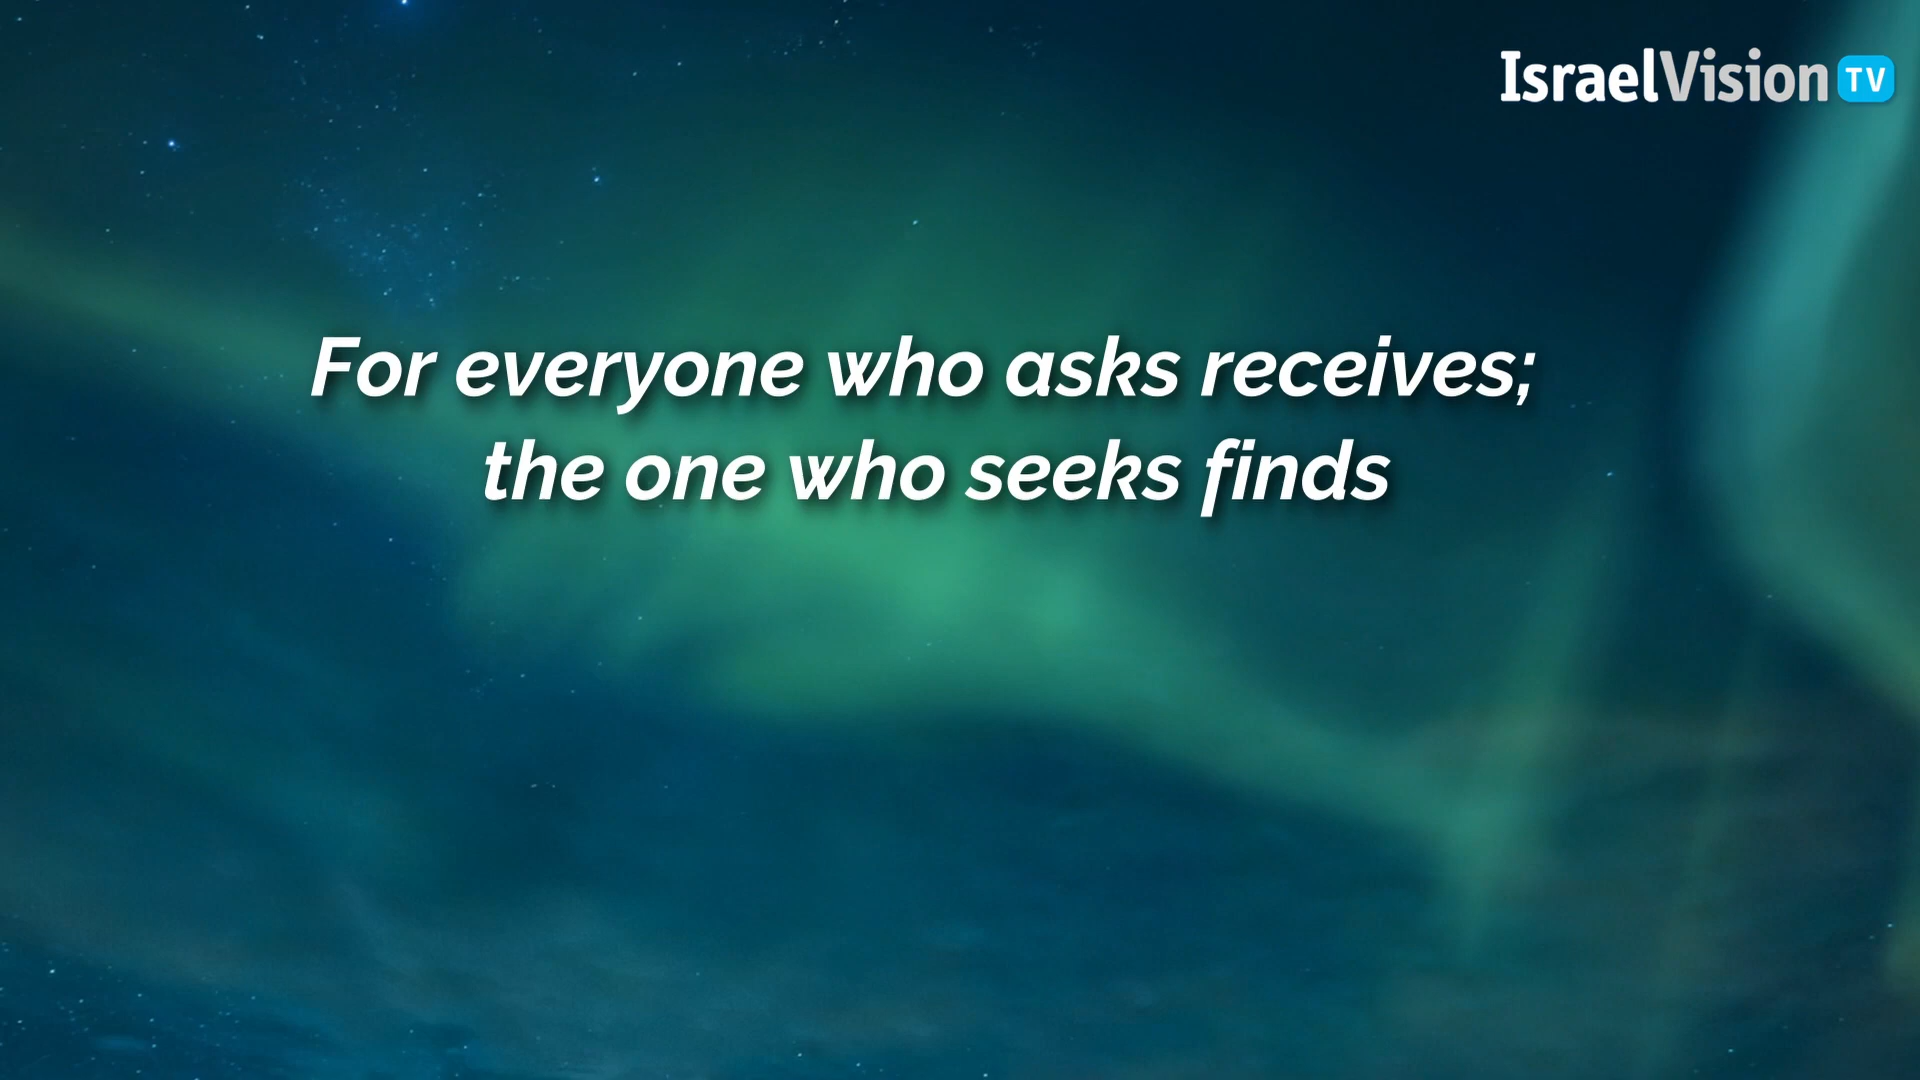 IsraelVision TV
For everyone who asks receives;
the one who seeks finds